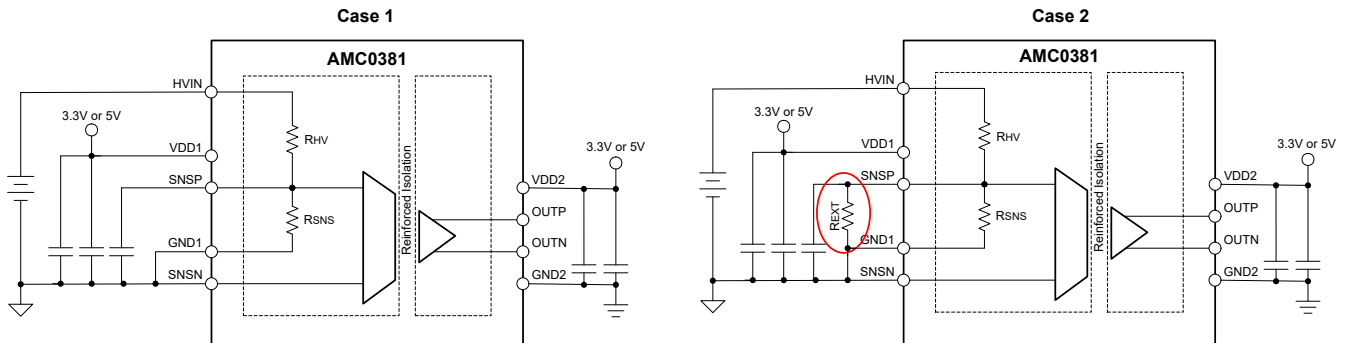 Case 1
AMC0381
HVIN
3.3V or 5V
VDD1
SNSP
GND1
SNSN
RHV
RSNS
Reinforced Isolation
3.3V or 5V
VDD2
OUTP
OUTN
GND2
Case 2
AMC0381
HVIN
3.3V or 5V
VDD1
SNSP
REXT
GND1
SNSN
RHV
RSNS
Reinforced Isolation
3.3V or 5V
VDD2
OUTP
OUTN
GND2